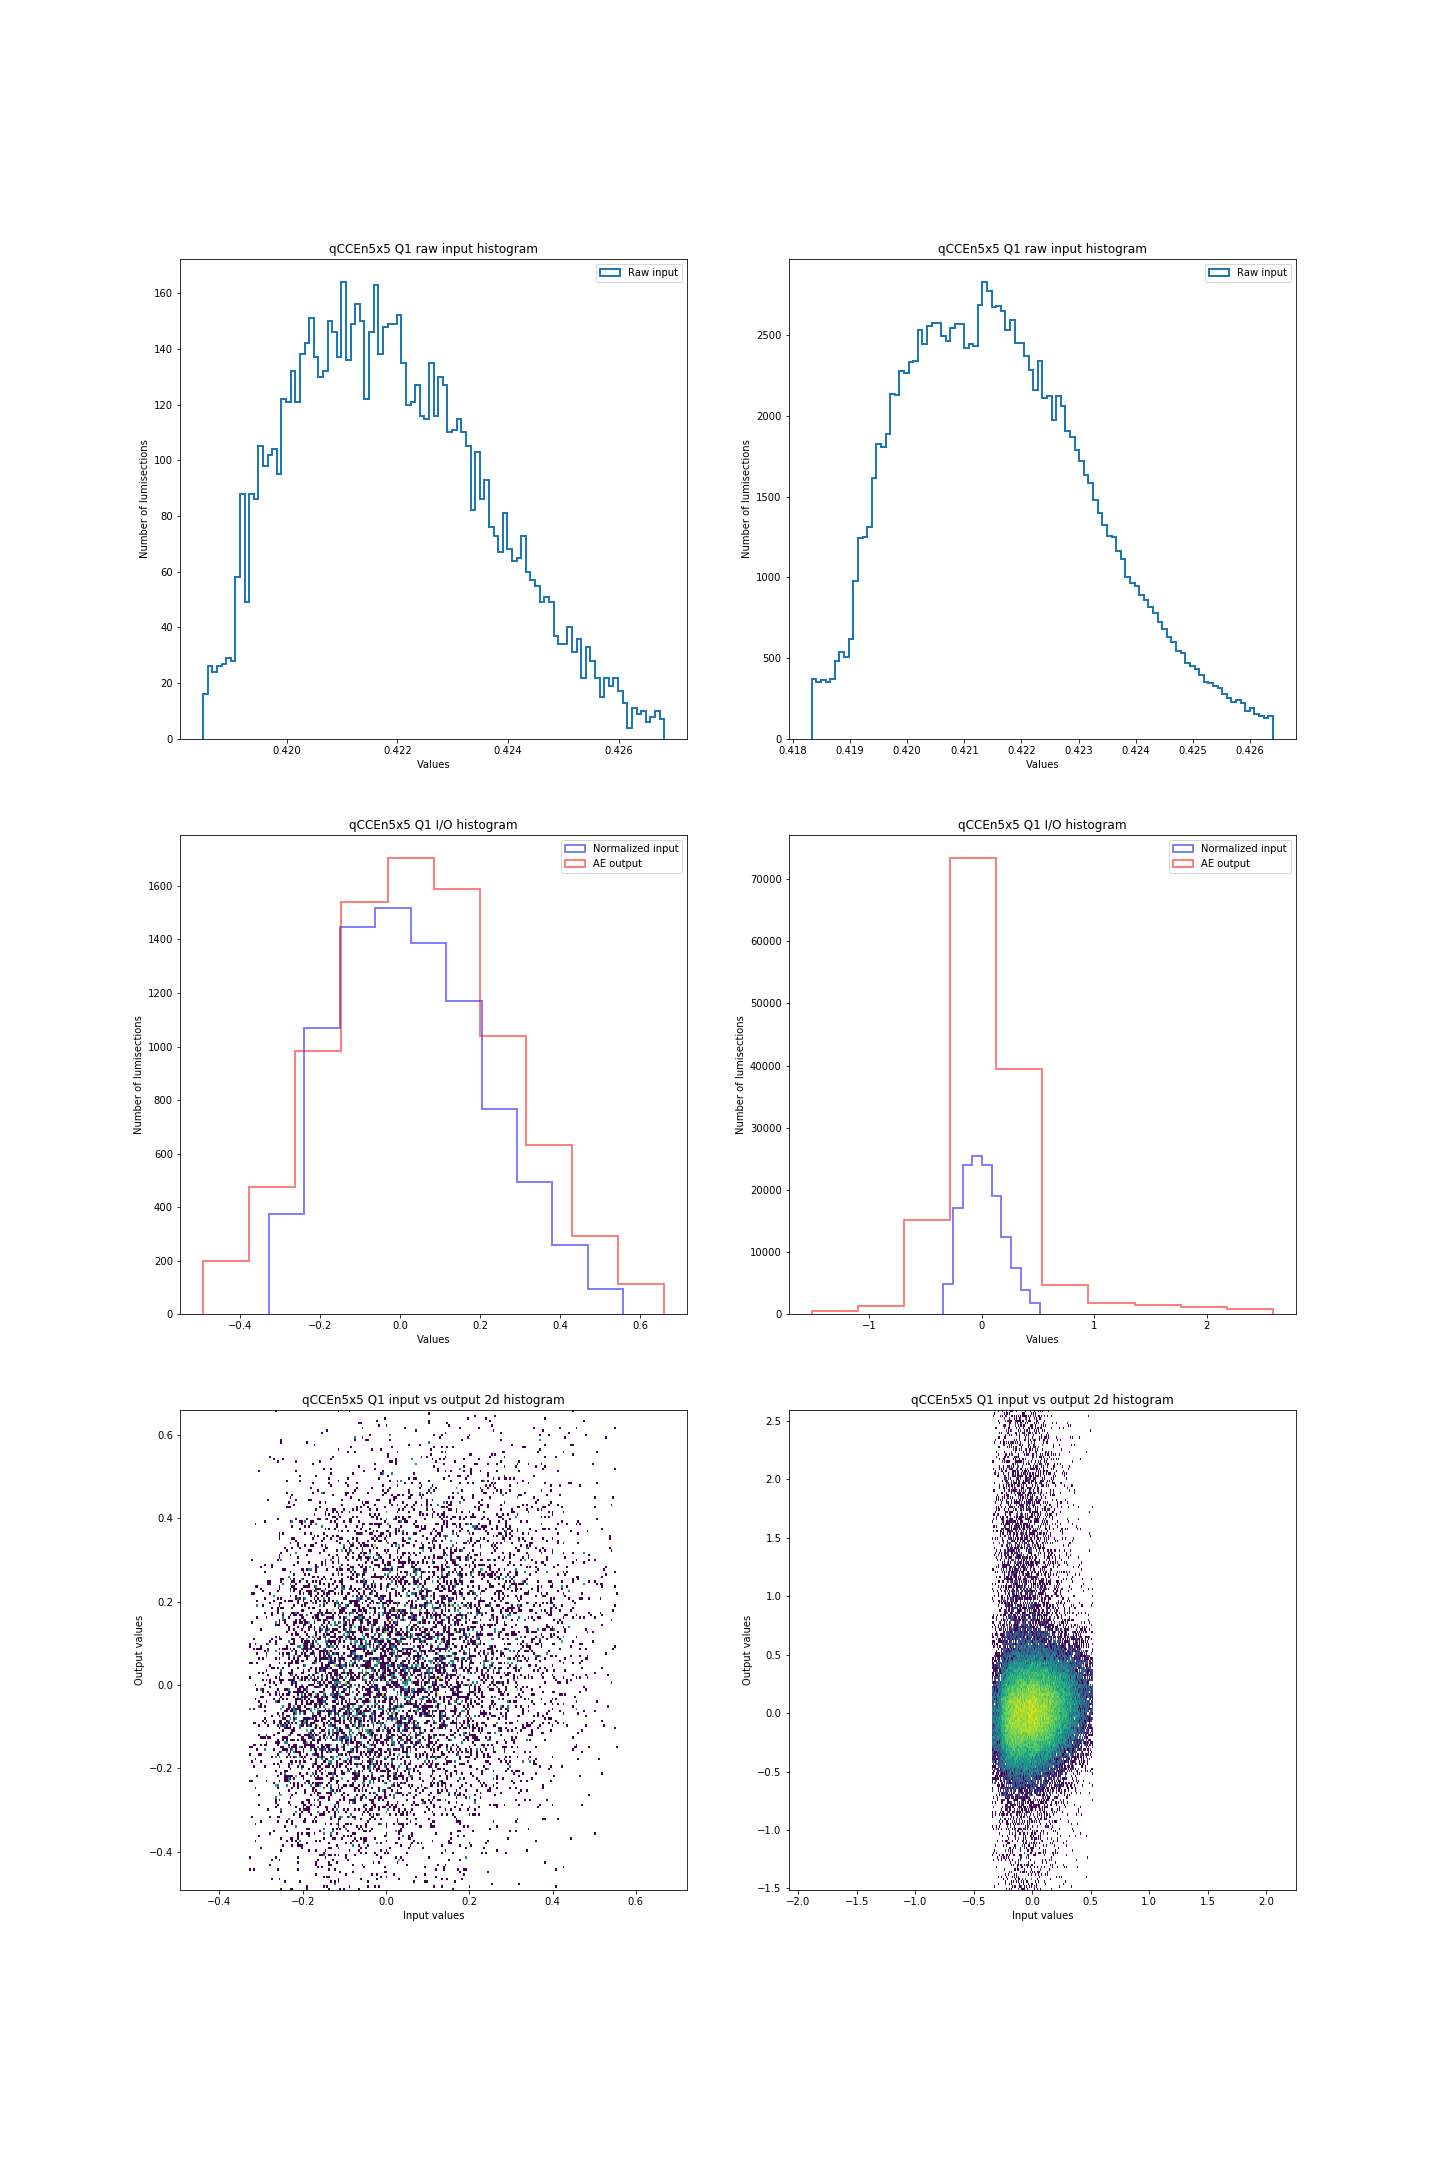 qCCEn5x5 Q1 raw input histogram
Raw input
160
140
120
100
80
60
40
20
0
Number of lumisections
0.420 0.422 0.424 0.426
Values
qCCEn5x5 Q1 raw input histogram
Raw input
2500
2000
1500
1000
500
0
Number of lumisections
0.418 0.419 0.420 0.421 0.422 0.423 0.424 0.425 0.426
Values
qCCEn5x5 Q1 I/O histogram
Normalized input
AE output
1600
1400
1200
1000
800
600
400
200
0
Number of lumisections
−0.4 −0.2 0.0 0.2 0.4 0.6
Values
qCCEn5x5 Q1 I/O histogram
Normalized input
AE output
70000
60000
50000
40000
30000
20000
10000
0
Number of lumisections
−1 0 1 2
Values
qCCEn5x5 Q1 input vs output 2d histogram
0.6
0.4
0.2
0.0
−0.2
−0.4
Output values
−0.4 −0.2 0.0 0.2 0.4 0.6
Input values
qCCEn5x5 Q1 input vs output 2d histogram
2.5
2.0
1.5
1.0
0.5
0.0
−0.5
−1.0
−1.5
Output values
−2.0 −1.5 −1.0 −0.5 0.0 0.5 1.0 1.5 2.0
Input values